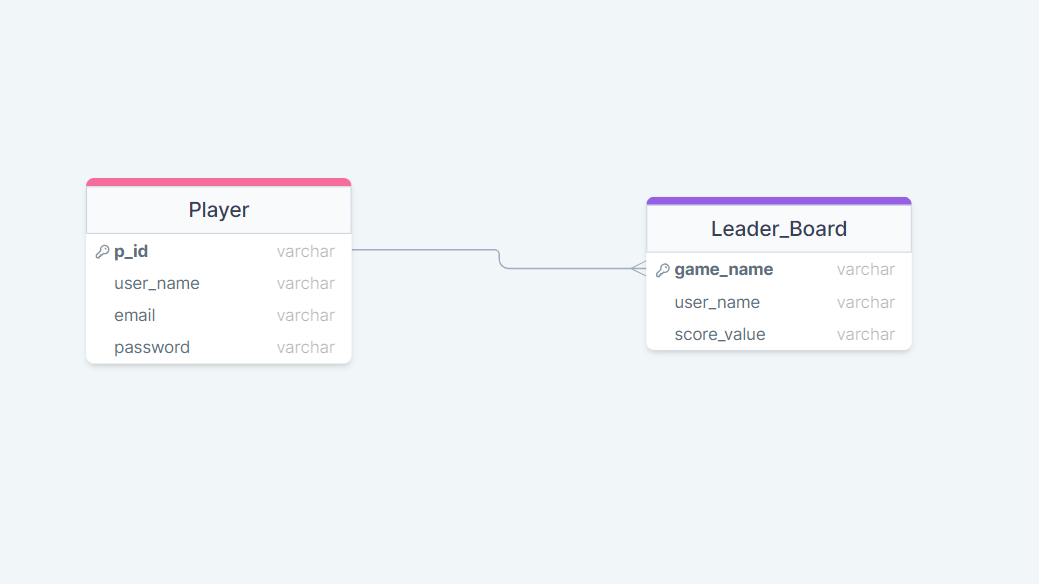 Player
p_id varchar
user_name varchar
email varchar
password varchar
Leader_Board
game_name varchar
user_name varchar
score_value varchar